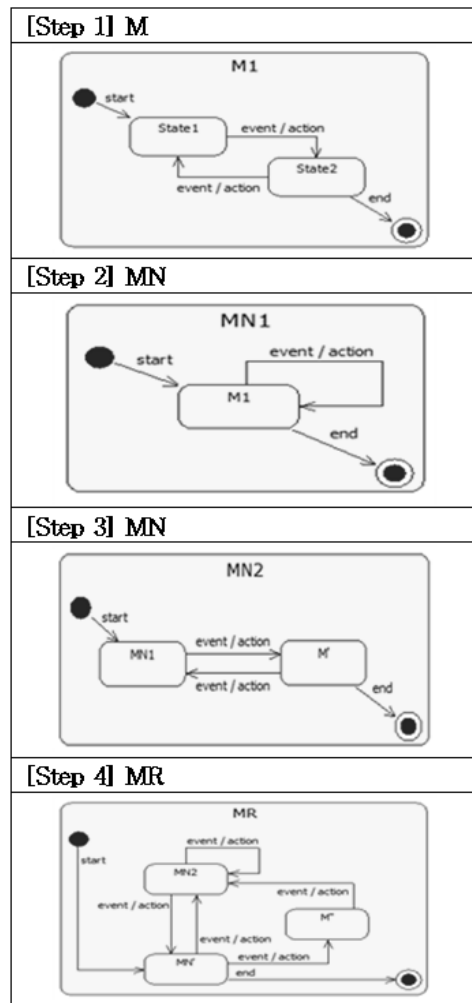 [Step 1] M
M1
start
State1
event / action
State2
event / action
end
[Step 2] MN
MN1
start
event / action
M1
end
[Step 3] MN
MN2
start
event / action
MN1
M'
event / action
end
[Step 4] MR
MR
event / action
start
MN2
event / action
event / action
M''
event / action
MN'
event / action
end